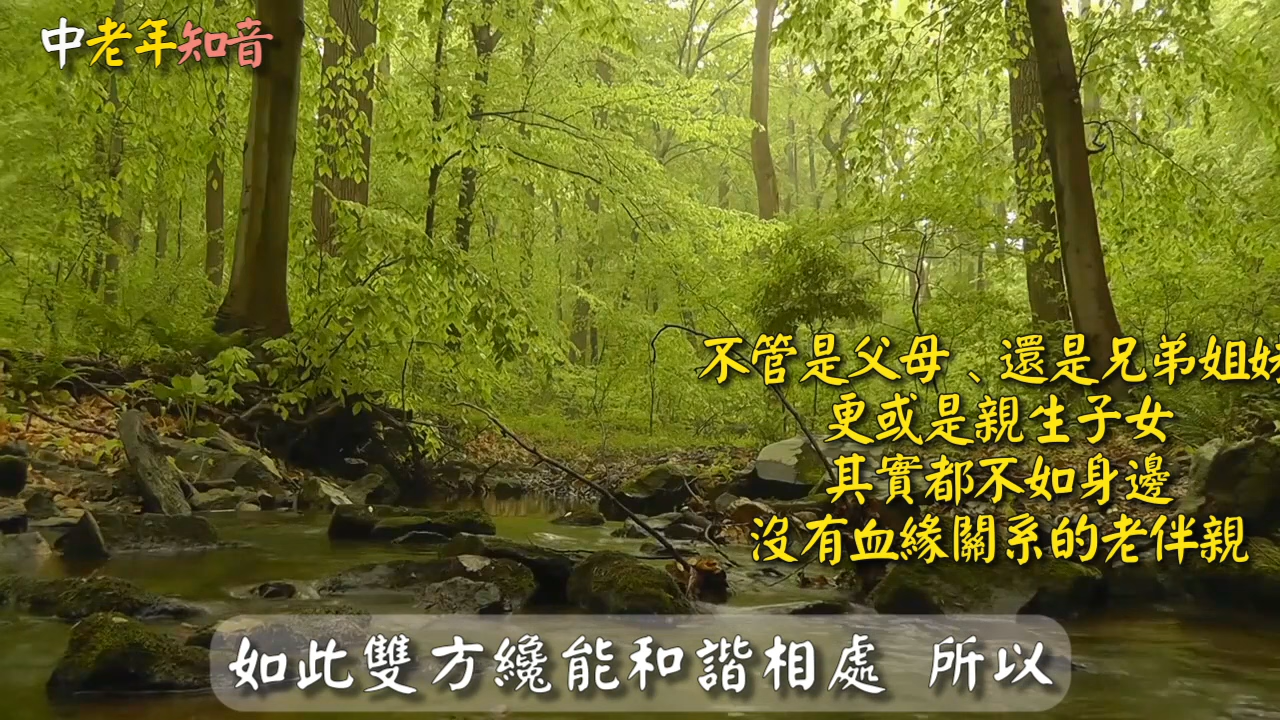 中老年知音
不管是父母、還是兄弟姐妹
更或是親生子女
其實都不如身邊
沒有血緣關系的老伴親
如此雙方纔能和諧相處 所以